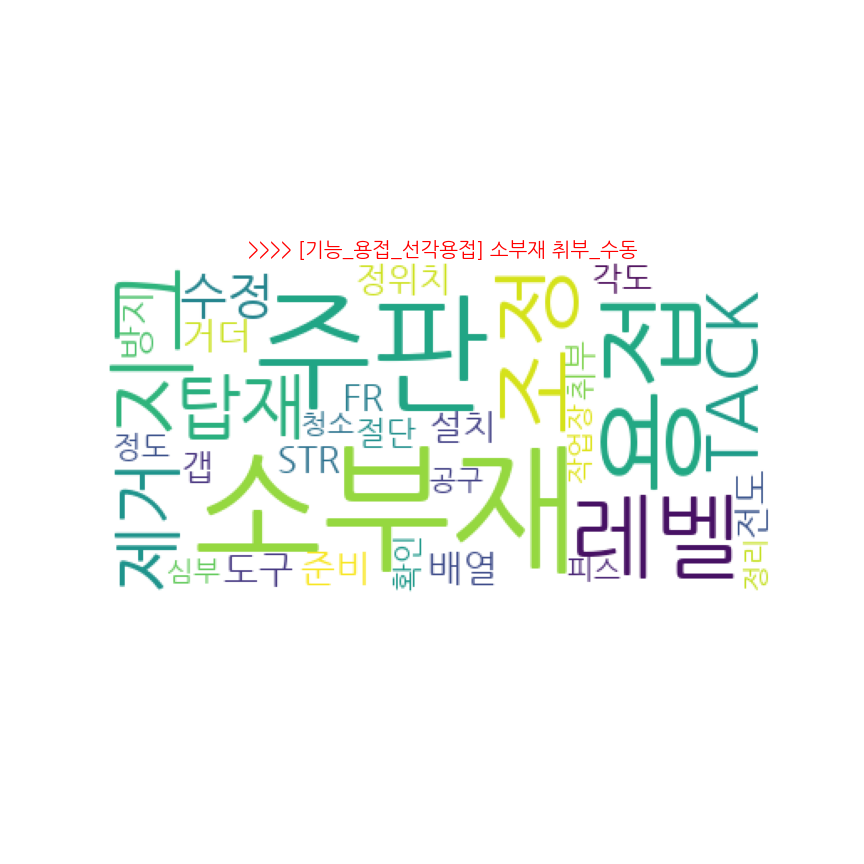 >>>> [기능_용접_선각용접] 소부재 취부_수동
정위치
각도
방지
지그
수정
거더
주판
조정
용접
TACK
탑재
FR
취부
청소
절단
설치
작업장
정도
갭
STR
공구
제거
소부재
레벨
전도
심부
도구
준비
확인
배열
피스
정리